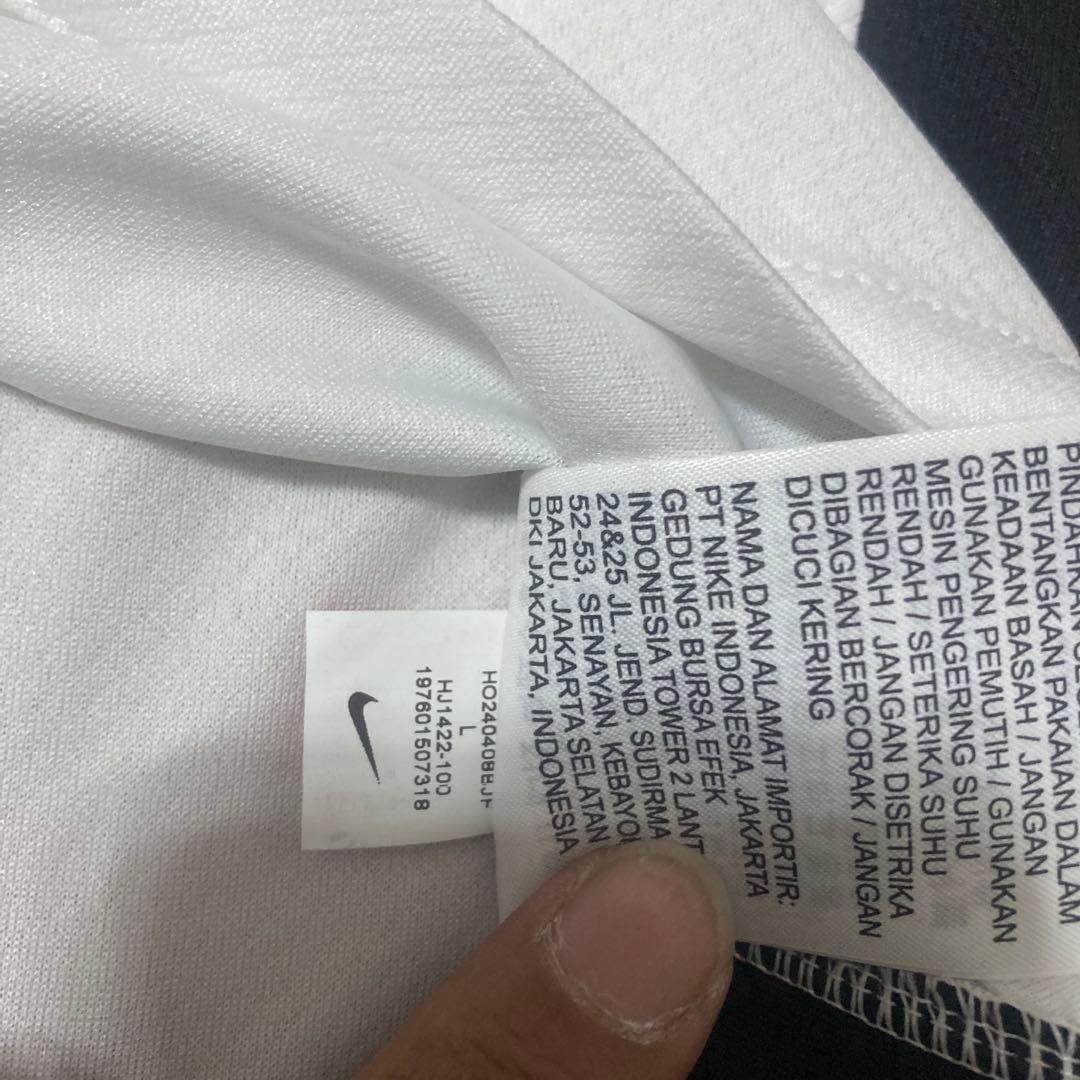 PINDAHKAN
BENTANGKAN PAKAIAN DALAM
KEADAAN BASAH / JANGAN
GUNAKAN PEMUTIH / GUNAKAN
MESIN PENGERING SUHU
RENDAH / SETERIKA SUHU
RENDAH / JANGAN DISETRIKA
DIBAGIAN BERCORAK / JANGAN
DICUCI KERING
NAMA DAN ALAMAT IMPORTIR:
PT NIKE INDONESIA, JAKARTA
GEDUNG BURSA EFEK
INDONESIA TOWER 2
24&25 JL. JEND.
52-53, SENAYAN,
BARU, JAKARTA SELATAN
DKI JAKARTA, INDONESIA
HO240408BJF
L
HJ1422-100
197601507318